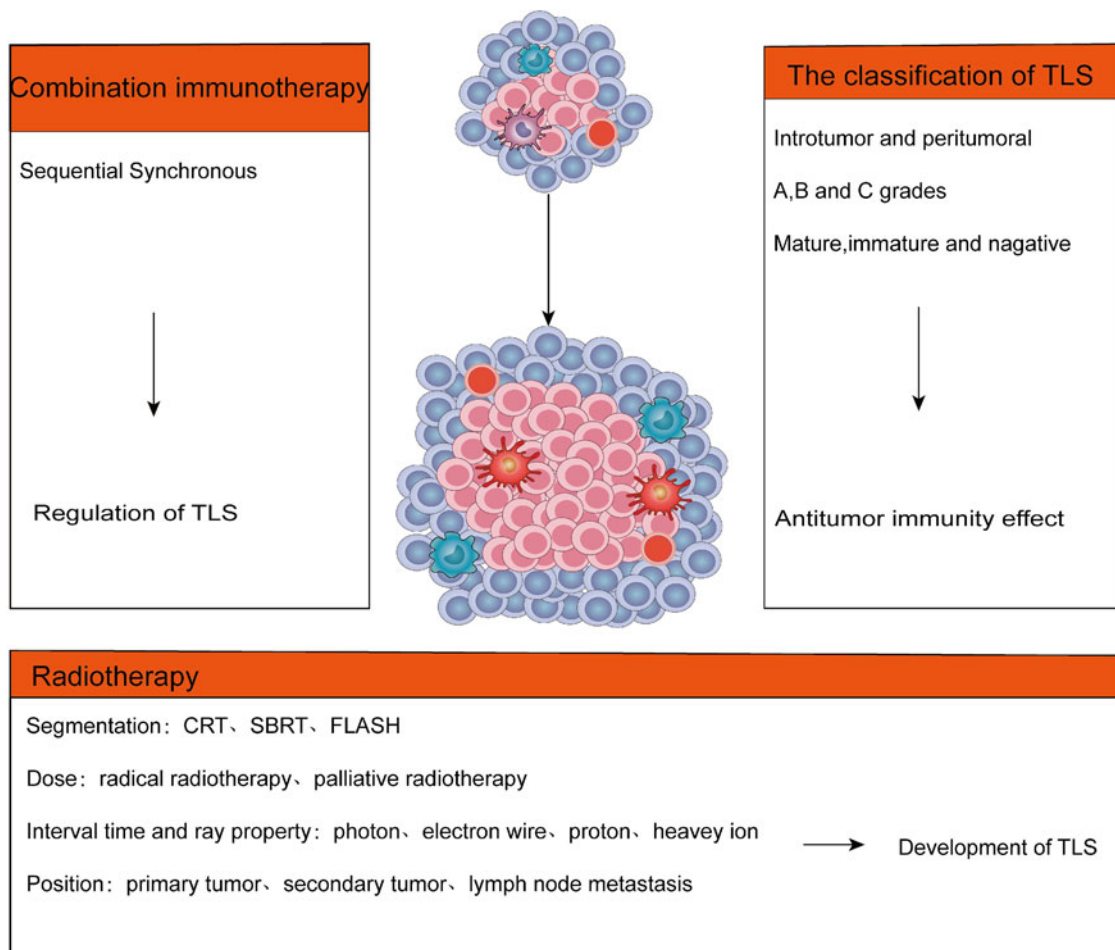 Combination immunotherapy
Sequential Synchronous
Regulation of TLS
The classification of TLS
Introtumor and peritumoral
A,B and C grades
Mature,immature and nagative
Antitumor immunity effect
Radiotherapy
Segmentation：CRT、SBRT、FLASH
Dose：radical radiotherapy、palliative radiotherapy
Interval time and ray property：photon、electron wire、proton、heavey ion
Position：primary tumor、secondary tumor、lymph node metastasis
Development of TLS